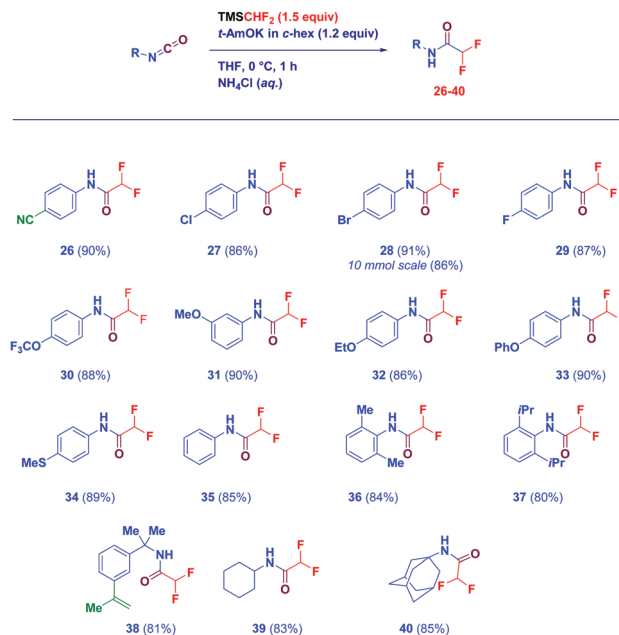 TMSCHF₂ (1.5 equiv)
t-AmOK in c-hex (1.2 equiv)
R-N=C=O
THF, 0 °C, 1 h
NH₄Cl (aq.)
R N H O F F
26-40
NC H N O F F
Cl H N O F F
Br H N O F F
F H N O F F
26 (90%)
27 (86%)
28 (91%)
10 mmol scale (86%)
29 (87%)
F₃CO H N O F F
MeO H N O F F
EtO H N O F F
PhO H N O F
30 (88%)
31 (90%)
32 (86%)
33 (90%)
MeS H N O F F
H N O F F
Me Me H N O F F
iPr iPr H N O F F
34 (89%)
35 (85%)
36 (84%)
37 (80%)
Me Me NH O F F Me
H N O F F
H N O F F
38 (81%)
39 (83%)
40 (85%)